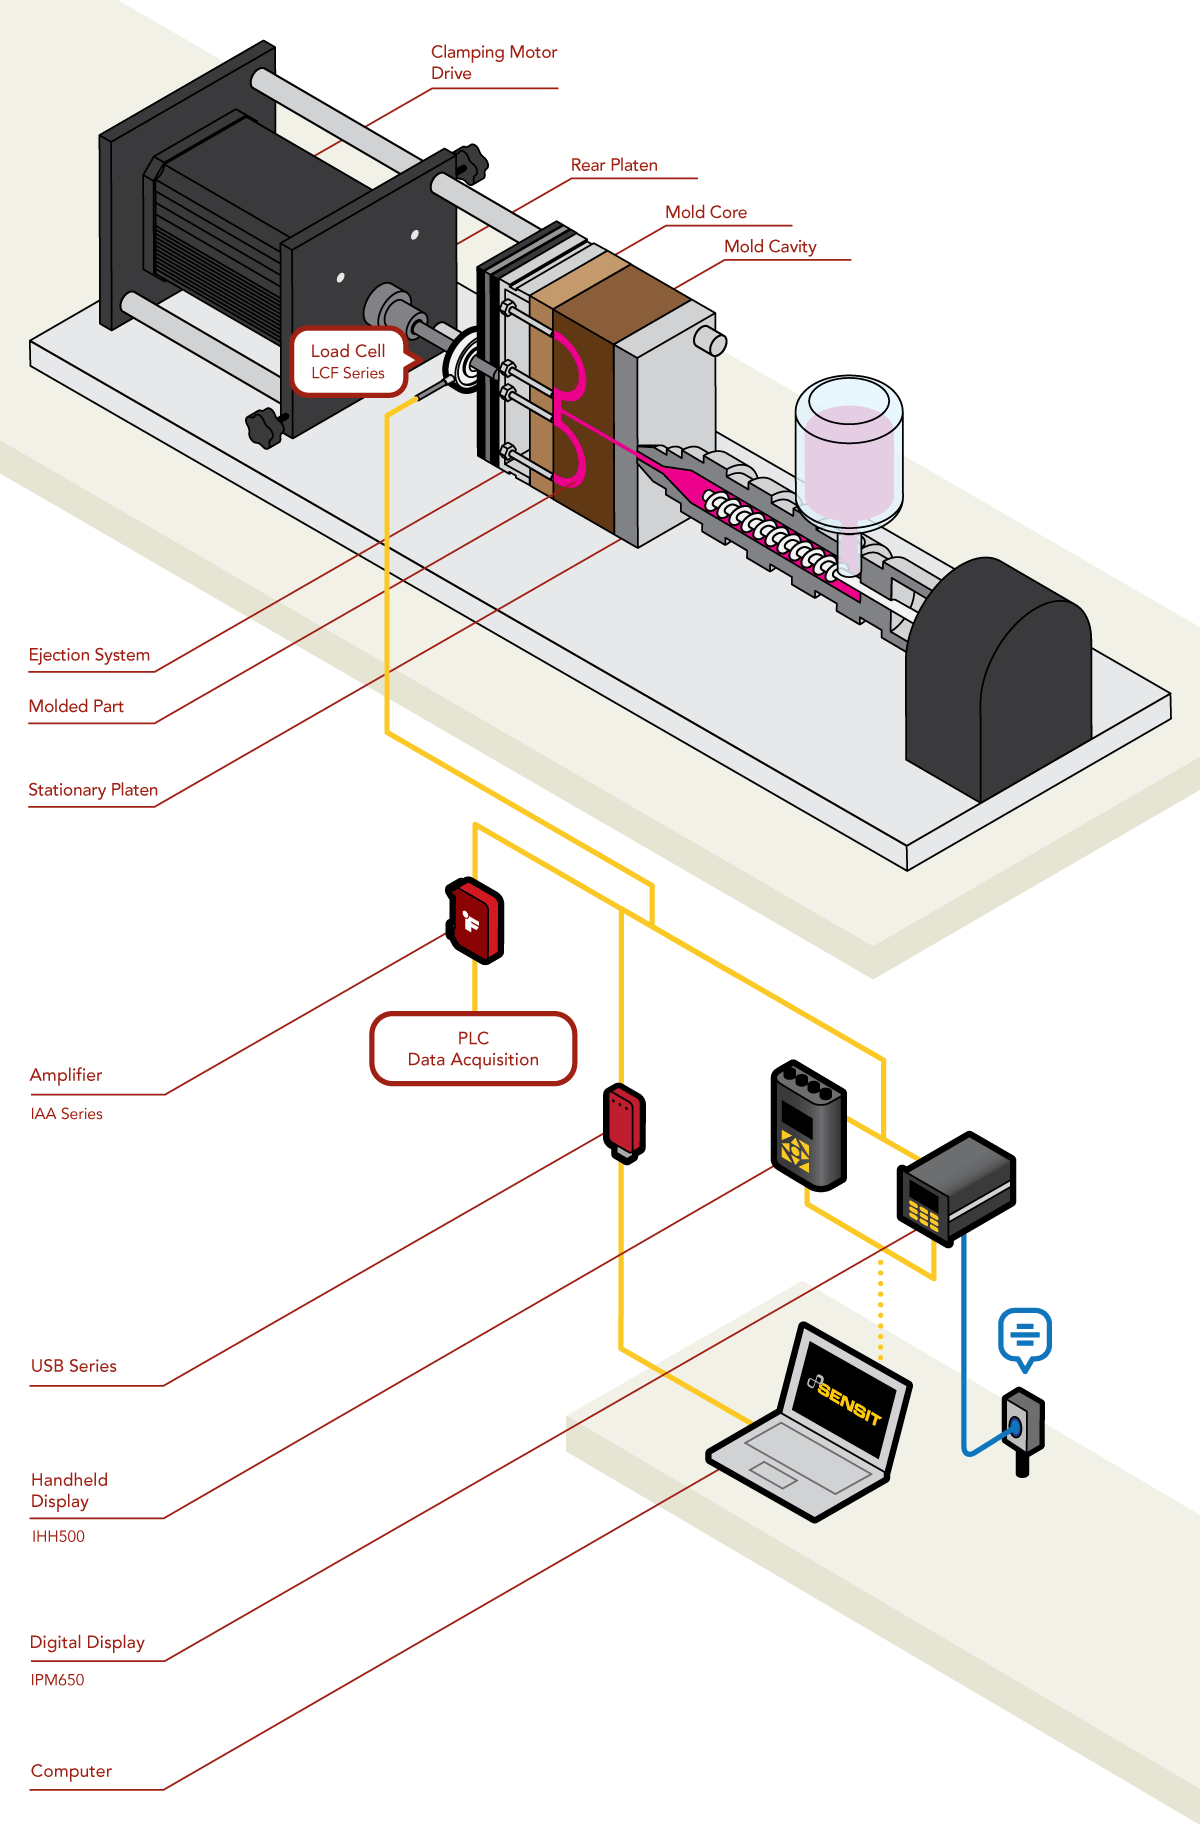 Clamping Motor
Drive
Rear Platen
Mold Core
Mold Cavity
Load Cell
LCF Series
Ejection System
Molded Part
Stationary Platen
iF
PLC
Data Acquisition
Amplifier
IAA Series
USB Series
SENSIT
Handheld
Display
IHH500
Digital Display
IPM650
Computer